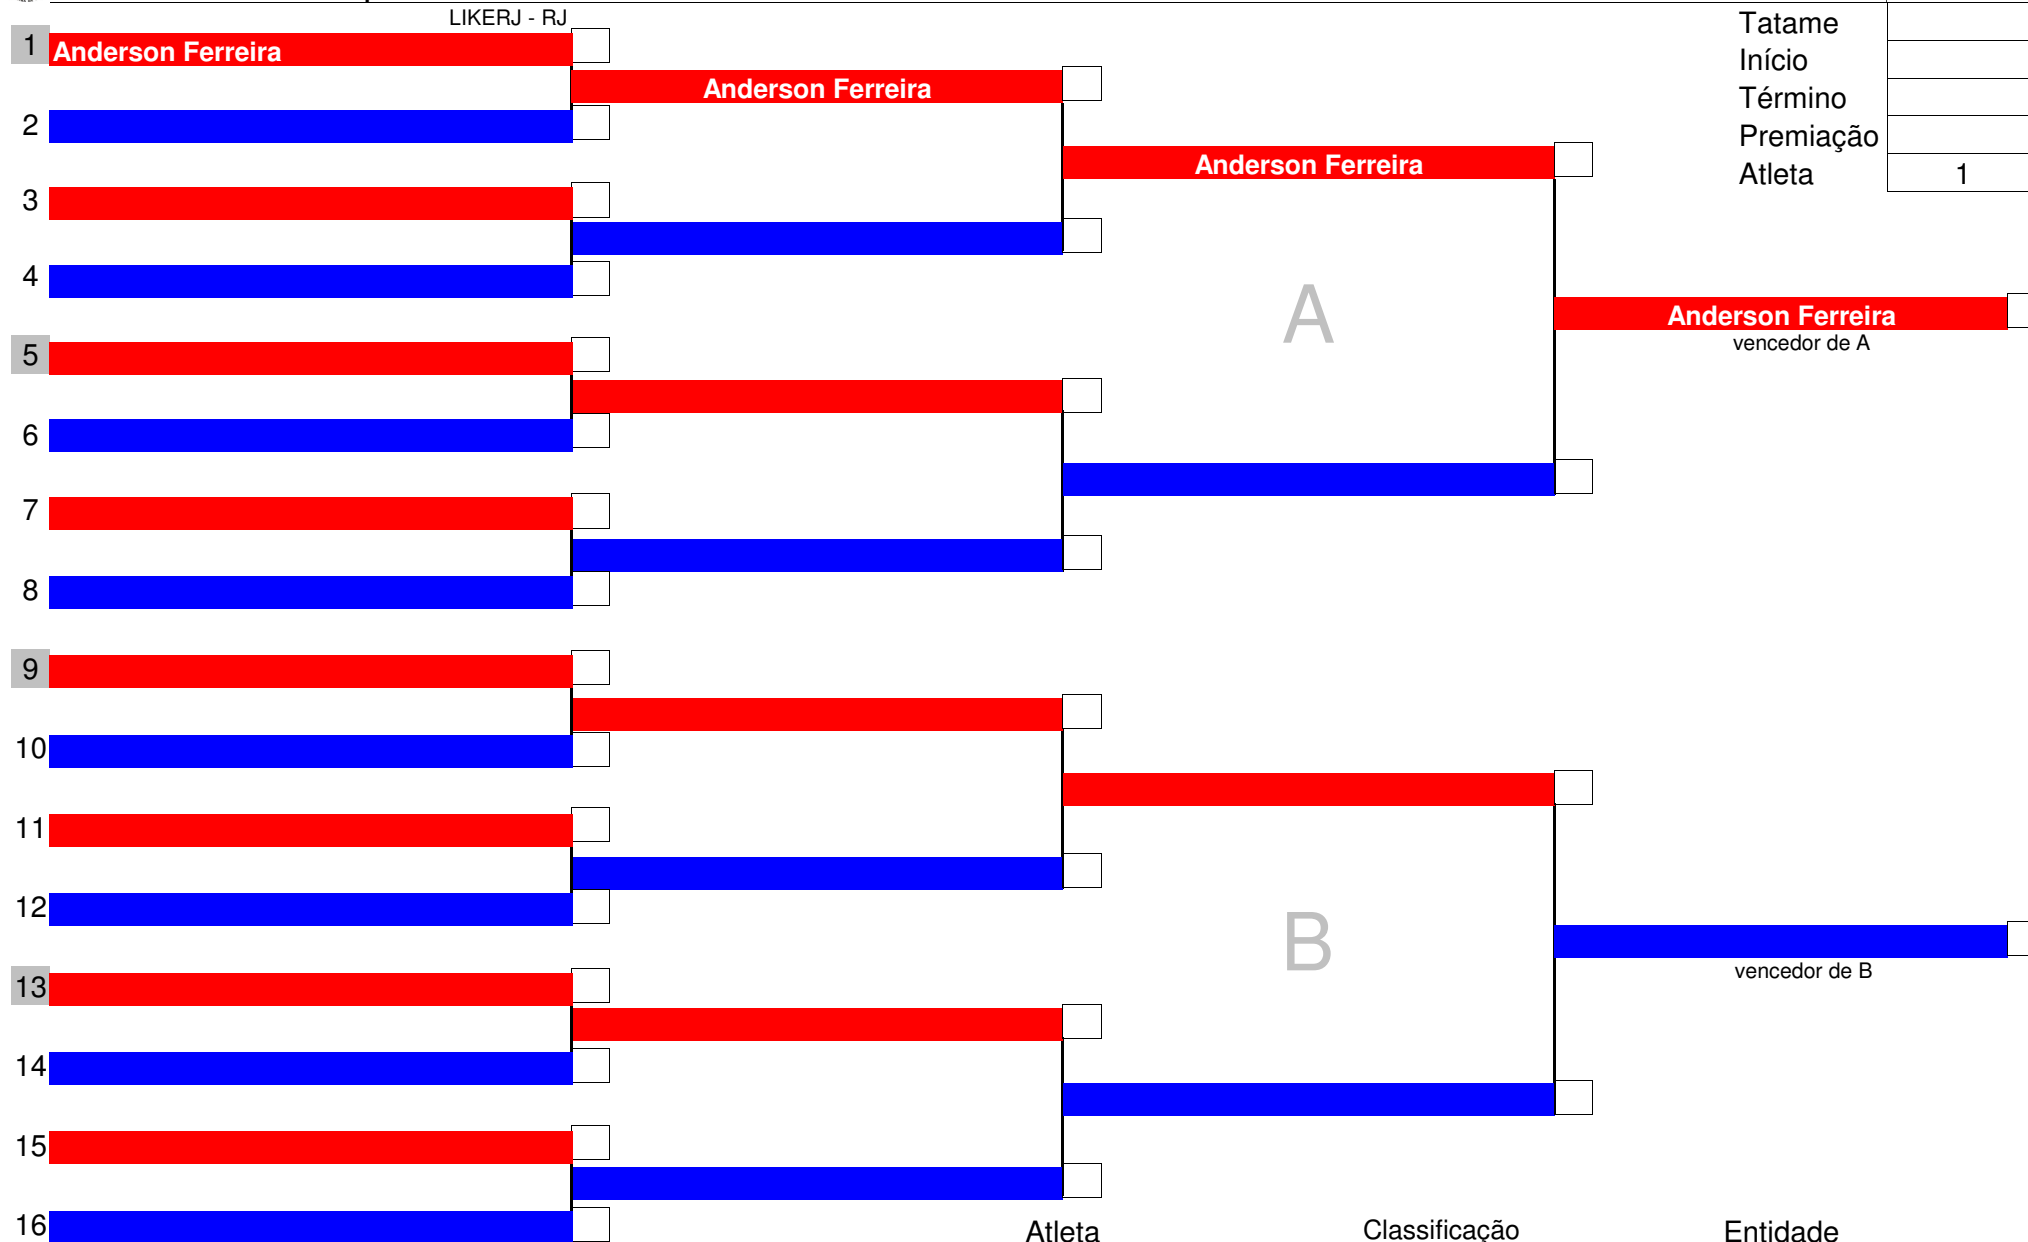 LIKERJ - RJ
Tatame
1 Anderson Ferreira
Início
Anderson Ferreira
Término
2
Premiação
Anderson Ferreira
Atleta 1
3
4
A
Anderson Ferreira
vencedor de A
5
6
7
8
9
10
11
12
B
vencedor de B
13
14
15
16
Atleta Classificação Entidade